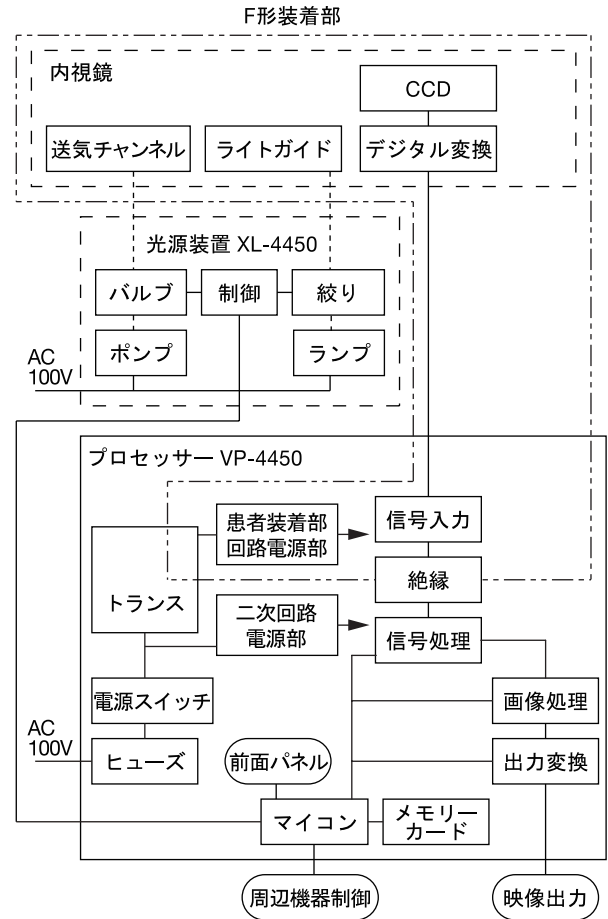 F形装着部
内視鏡
CCD
送気チャンネル
ライトガイド
デジタル変換
光源装置 XL-4450
バルブ
制御
絞り
ポンプ
ランプ
AC
100V
プロセッサー VP-4450
患者装着部
回路電源部
信号入力
絶縁
トランス
二次回路
電源部
信号処理
電源スイッチ
画像処理
AC
100V
ヒューズ
前面パネル
出力変換
マイコン
メモリー
カード
周辺機器制御
映像出力